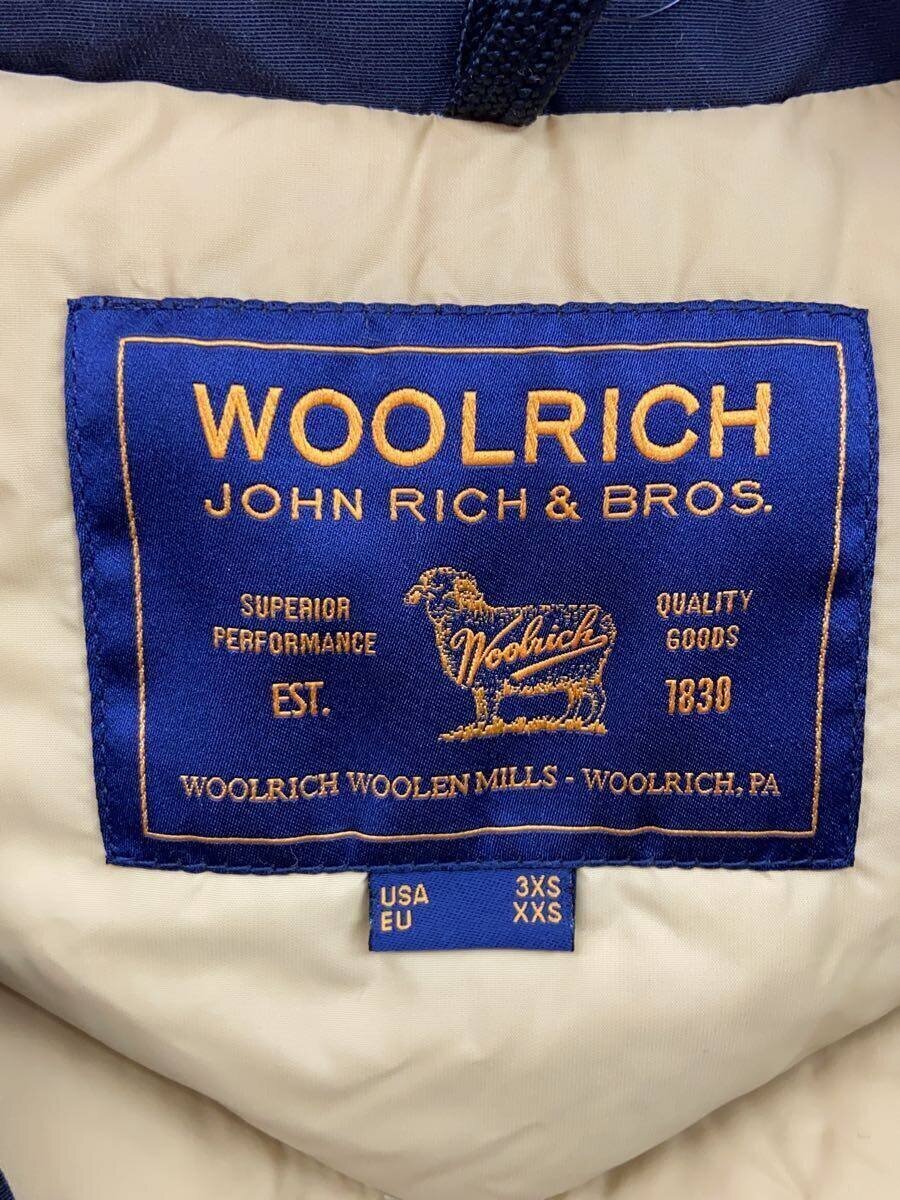 WOOLRICH
JOHN RICH & BROS.
SUPERIOR
PERFORMANCE
EST.
Woolrich
QUALITY
GOODS
1830
WOOLRICH WOOLEN MILLS - WOOLRICH, PA
USA 3XS
EU XXS